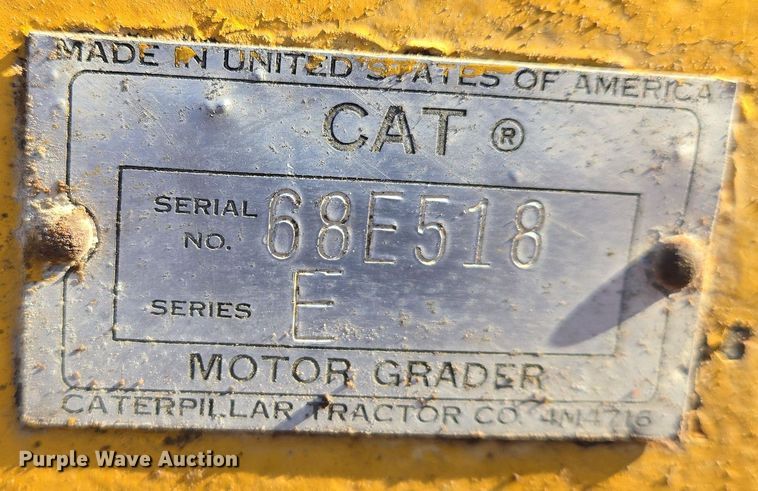 MADE IN UNITED STATES OF AMERICA
CAT ®
SERIAL NO. 68E518
SERIES E
MOTOR GRADER
CATERPILLAR TRACTOR CO. 4M4716
Purple Wave Auction